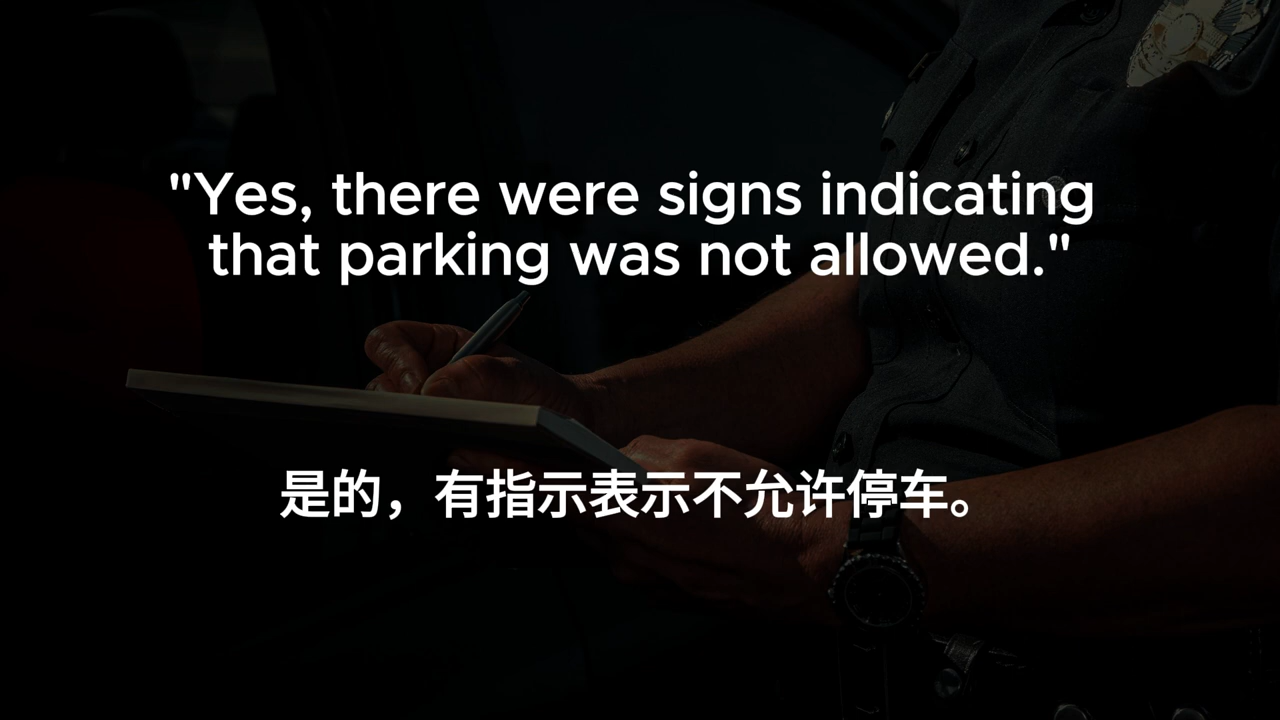 "Yes, there were signs indicating
that parking was not allowed."
是的，有指示表示不允许停车。